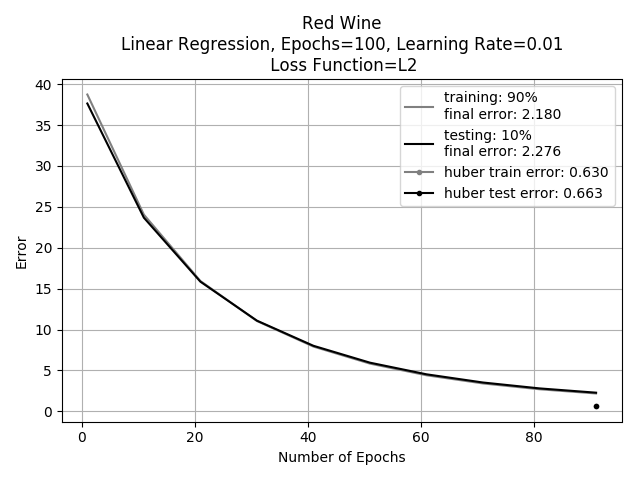 Red Wine
Linear Regression, Epochs=100, Learning Rate=0.01
Loss Function=L2
40
35
30
25
20
15
10
5
0
Error
training: 90%
final error: 2.180
testing: 10%
final error: 2.276
huber train error: 0.630
huber test error: 0.663
0
20
40
60
80
Number of Epochs